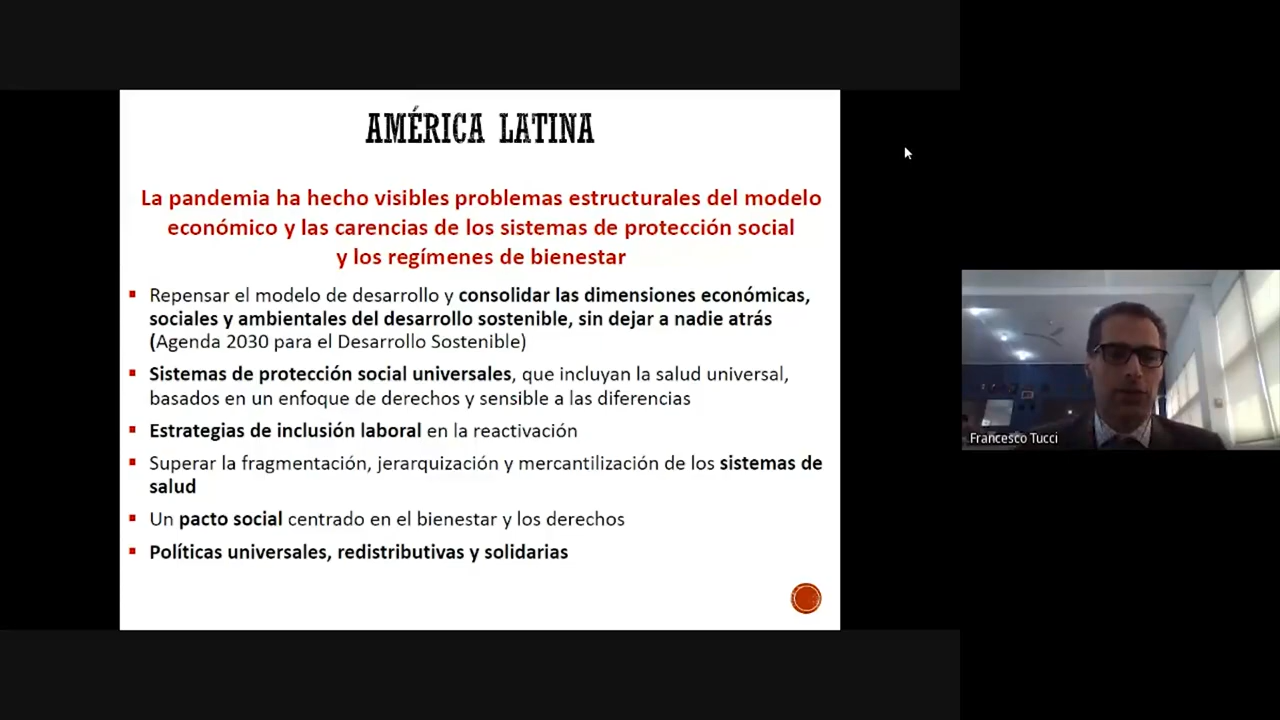 AMÉRICA LATINA
La pandemia ha hecho visibles problemas estructurales del modelo
económico y las carencias de los sistemas de protección social
y los regímenes de bienestar
▪ Repensar el modelo de desarrollo y consolidar las dimensiones económicas,
sociales y ambientales del desarrollo sostenible, sin dejar a nadie atrás
(Agenda 2030 para el Desarrollo Sostenible)
▪ Sistemas de protección social universales, que incluyan la salud universal,
basados en un enfoque de derechos y sensible a las diferencias
▪ Estrategias de inclusión laboral en la reactivación
▪ Superar la fragmentación, jerarquización y mercantilización de los sistemas de
salud
▪ Un pacto social centrado en el bienestar y los derechos
▪ Políticas universales, redistributivas y solidarias
Francesco Tucci